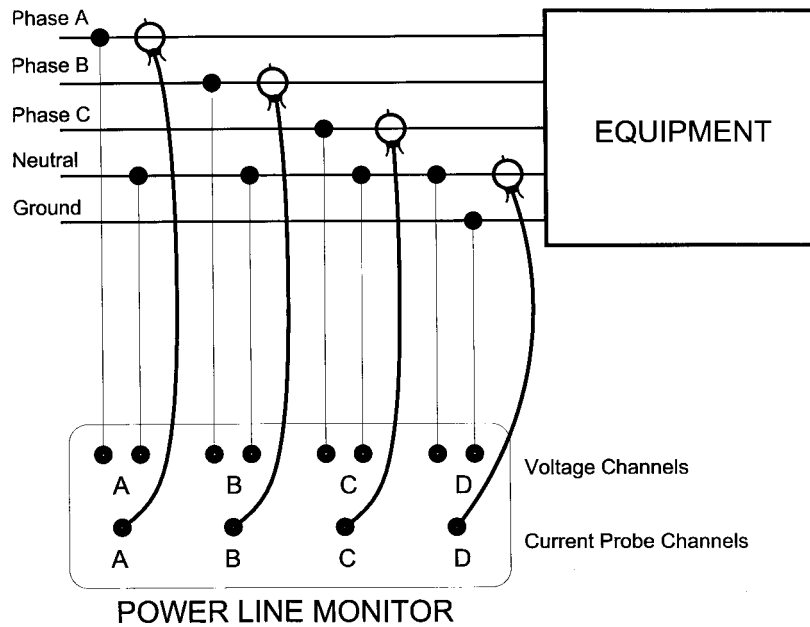 Phase A
Phase B
Phase C
Neutral
Ground
EQUIPMENT
A B C D
Voltage Channels
A B C D
Current Probe Channels
POWER LINE MONITOR